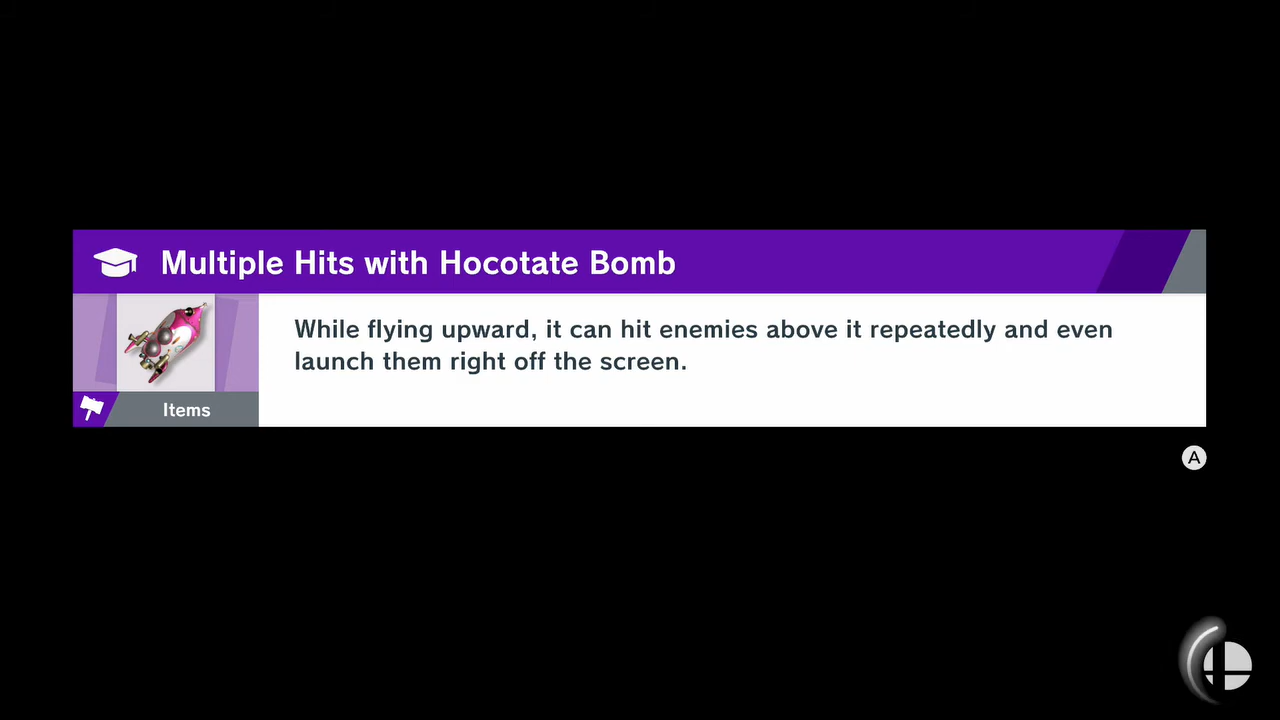 Multiple Hits with Hocotate Bomb
While flying upward, it can hit enemies above it repeatedly and even
launch them right off the screen.
Items
A